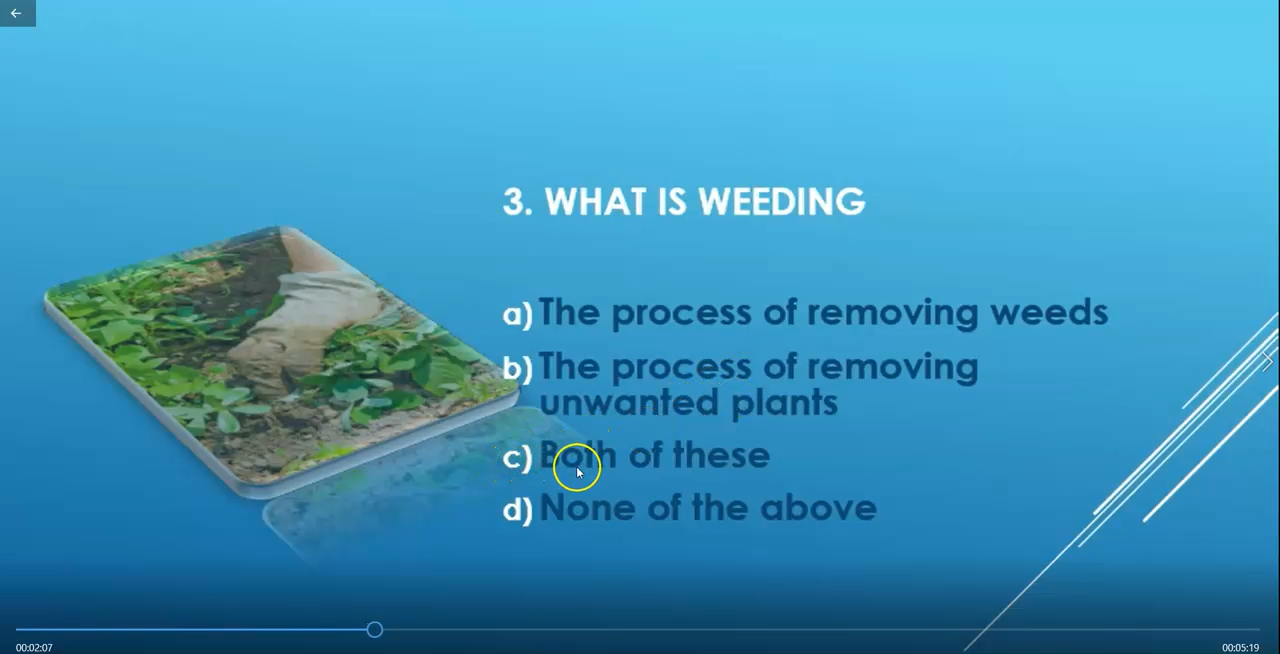 3. WHAT IS WEEDING
a) The process of removing weeds
b) The process of removing
unwanted plants
c) Both of these
d) None of the above
00:02:07
00:05:19